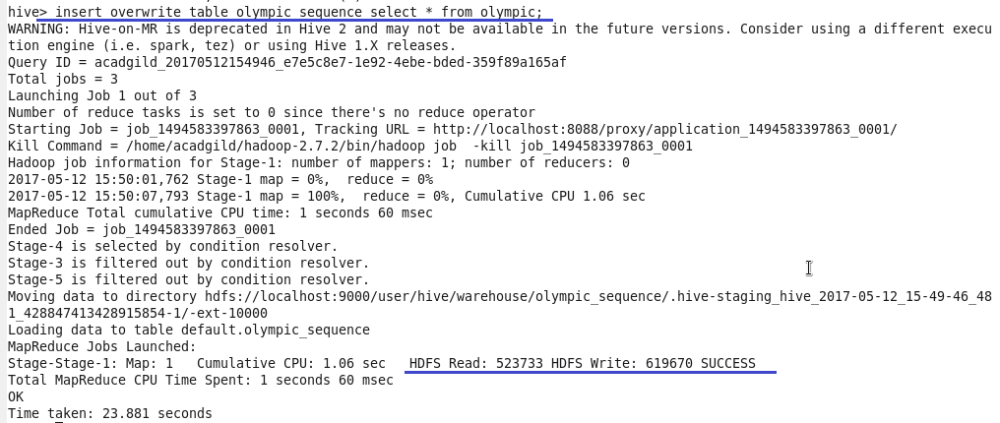 hive> insert overwrite table olympic_sequence select * from olympic;
WARNING: Hive-on-MR is deprecated in Hive 2 and may not be available in the future versions. Consider using a different execu
tion engine (i.e. spark, tez) or using Hive 1.X releases.
Query ID = acadgild_20170512154946_e7e5c8e7-1e92-4ebe-bded-359f89a165af
Total jobs = 3
Launching Job 1 out of 3
Number of reduce tasks is set to 0 since there's no reduce operator
Starting Job = job_1494583397863_0001, Tracking URL = http://localhost:8088/proxy/application_1494583397863_0001/
Kill Command = /home/acadgild/hadoop-2.7.2/bin/hadoop job  -kill job_1494583397863_0001
Hadoop job information for Stage-1: number of mappers: 1; number of reducers: 0
2017-05-12 15:50:01,762 Stage-1 map = 0%,  reduce = 0%
2017-05-12 15:50:07,793 Stage-1 map = 100%,  reduce = 0%, Cumulative CPU 1.06 sec
MapReduce Total cumulative CPU time: 1 seconds 60 msec
Ended Job = job_1494583397863_0001
Stage-4 is selected by condition resolver.
Stage-3 is filtered out by condition resolver.
Stage-5 is filtered out by condition resolver.
Moving data to directory hdfs://localhost:9000/user/hive/warehouse/olympic_sequence/.hive-staging_hive_2017-05-12_15-49-46_48
1_428847413428915854-1/-ext-10000
Loading data to table default.olympic_sequence
MapReduce Jobs Launched:
Stage-Stage-1: Map: 1   Cumulative CPU: 1.06 sec   HDFS Read: 523733 HDFS Write: 619670 SUCCESS
Total MapReduce CPU Time Spent: 1 seconds 60 msec
OK
Time taken: 23.881 seconds